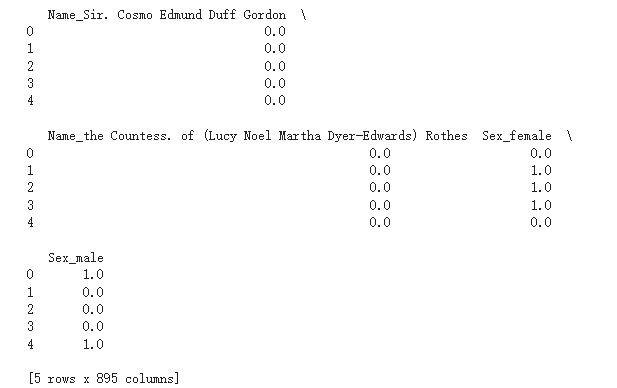 Name_Sir. Cosmo Edmund Duff Gordon  \
0                                0.0
1                                0.0
2                                0.0
3                                0.0
4                                0.0
Name_the Countess. of (Lucy Noel Martha Dyer-Edwards) Rothes  Sex_female  \
0                                0.0         0.0
1                                0.0         1.0
2                                0.0         1.0
3                                0.0         1.0
4                                0.0         0.0
Sex_male
0       1.0
1       0.0
2       0.0
3       0.0
4       1.0
[5 rows x 895 columns]